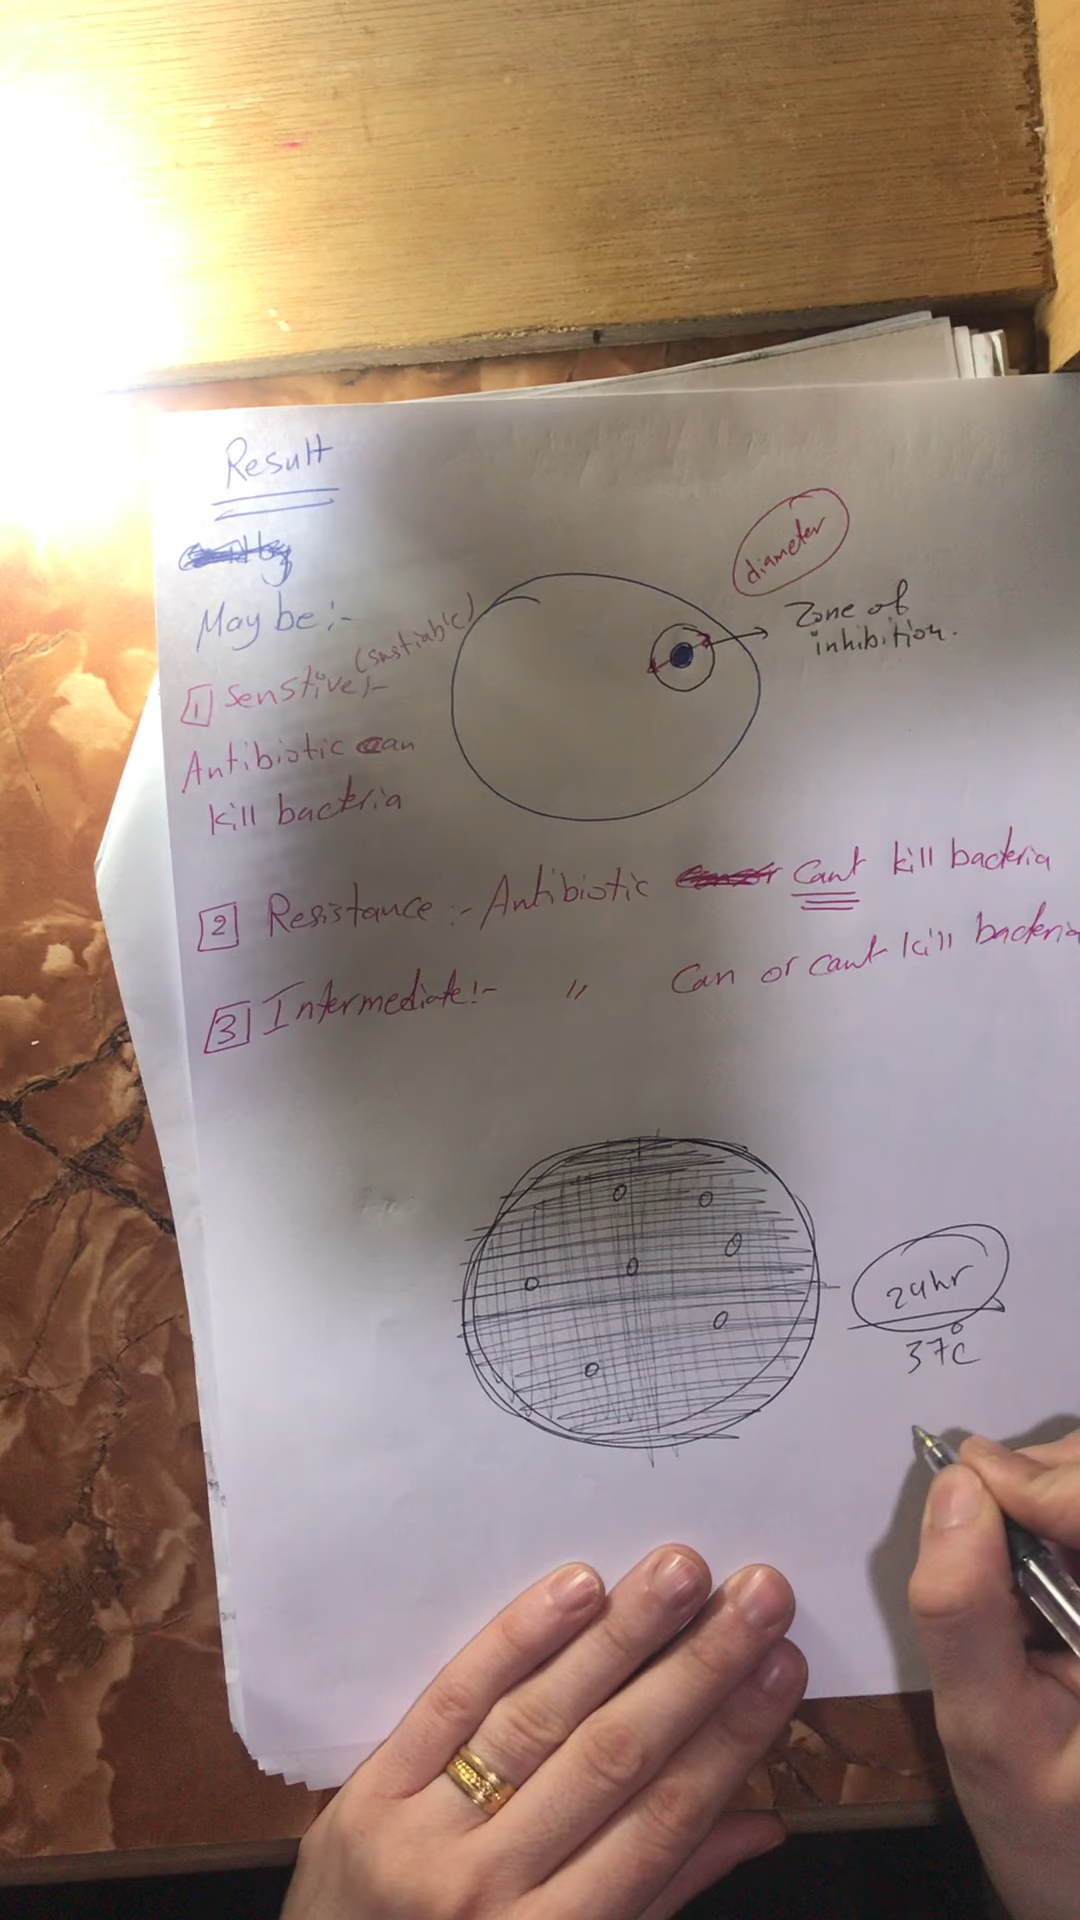 Result
May be :-
1 Senstive :- (sustiable)
Antibiotic can
kill bacteria
diameter
Zone of
inhibition.
2 Resistance :- Antibiotic Cant kill bacteria
3 Intermediate :- " Can or cant kill bacteria
24hr
37°C